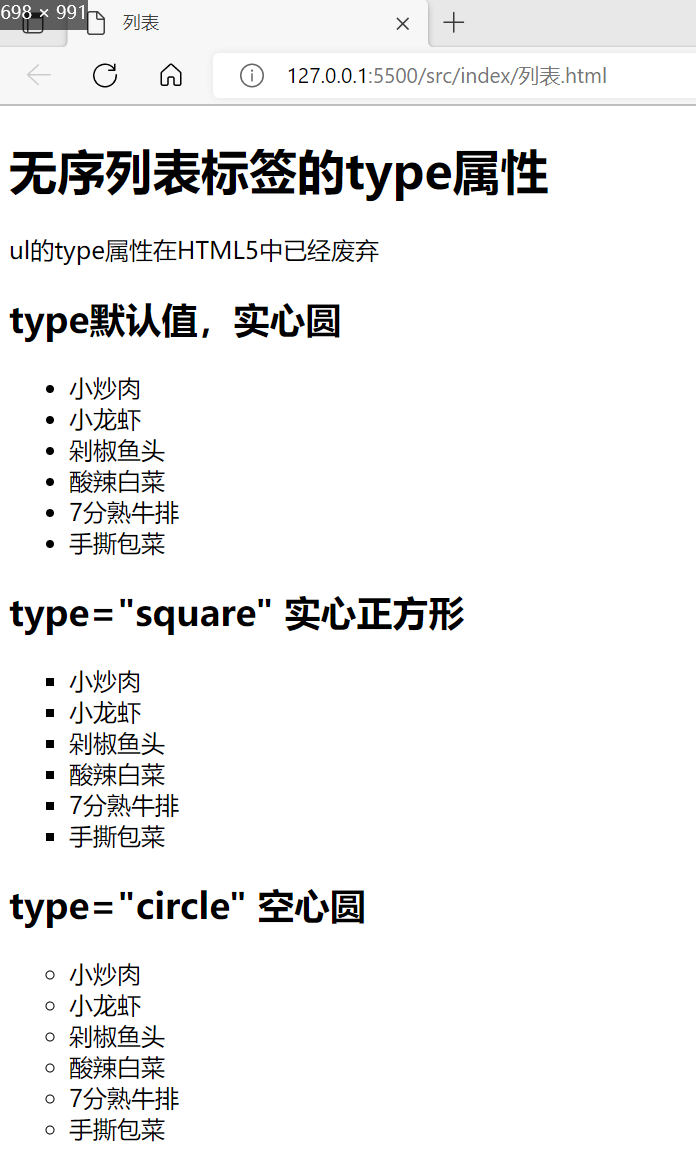 698 × 991
列表
127.0.0.1:5500/src/index/列表.html
无序列表标签的type属性
ul的type属性在HTML5中已经废弃
type默认值，实心圆
小炒肉
小龙虾
剁椒鱼头
酸辣白菜
7分熟牛排
手撕包菜
type="square" 实心正方形
小炒肉
小龙虾
剁椒鱼头
酸辣白菜
7分熟牛排
手撕包菜
type="circle" 空心圆
小炒肉
小龙虾
剁椒鱼头
酸辣白菜
7分熟牛排
手撕包菜